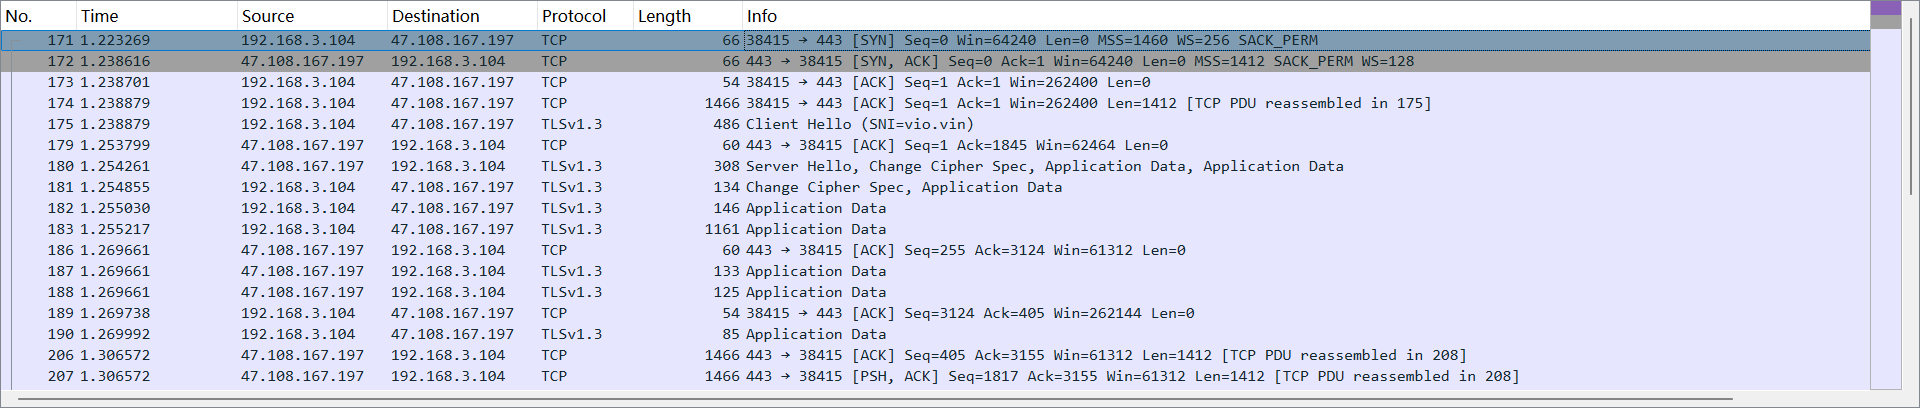 No. Time Source Destination Protocol Length Info
171 1.223269 192.168.3.104 47.108.167.197 TCP 66 38415 → 443 [SYN] Seq=0 Win=64240 Len=0 MSS=1460 WS=256 SACK_PERM
172 1.238616 47.108.167.197 192.168.3.104 TCP 66 443 → 38415 [SYN, ACK] Seq=0 Ack=1 Win=64240 Len=0 MSS=1412 SACK_PERM WS=128
173 1.238701 192.168.3.104 47.108.167.197 TCP 54 38415 → 443 [ACK] Seq=1 Ack=1 Win=262400 Len=0
174 1.238879 192.168.3.104 47.108.167.197 TCP 1466 38415 → 443 [ACK] Seq=1 Ack=1 Win=262400 Len=1412 [TCP PDU reassembled in 175]
175 1.238879 192.168.3.104 47.108.167.197 TLSv1.3 486 Client Hello (SNI=vio.vin)
179 1.253799 47.108.167.197 192.168.3.104 TCP 60 443 → 38415 [ACK] Seq=1 Ack=1845 Win=62464 Len=0
180 1.254261 47.108.167.197 192.168.3.104 TLSv1.3 308 Server Hello, Change Cipher Spec, Application Data, Application Data
181 1.254855 192.168.3.104 47.108.167.197 TLSv1.3 134 Change Cipher Spec, Application Data
182 1.255030 192.168.3.104 47.108.167.197 TLSv1.3 146 Application Data
183 1.255217 192.168.3.104 47.108.167.197 TLSv1.3 1161 Application Data
186 1.269661 47.108.167.197 192.168.3.104 TCP 60 443 → 38415 [ACK] Seq=255 Ack=3124 Win=61312 Len=0
187 1.269661 47.108.167.197 192.168.3.104 TLSv1.3 133 Application Data
188 1.269661 47.108.167.197 192.168.3.104 TLSv1.3 125 Application Data
189 1.269738 192.168.3.104 47.108.167.197 TCP 54 38415 → 443 [ACK] Seq=3124 Ack=405 Win=262144 Len=0
190 1.269992 192.168.3.104 47.108.167.197 TLSv1.3 85 Application Data
206 1.306572 47.108.167.197 192.168.3.104 TCP 1466 443 → 38415 [ACK] Seq=405 Ack=3155 Win=61312 Len=1412 [TCP PDU reassembled in 208]
207 1.306572 47.108.167.197 192.168.3.104 TCP 1466 443 → 38415 [PSH, ACK] Seq=1817 Ack=3155 Win=61312 Len=1412 [TCP PDU reassembled in 208]